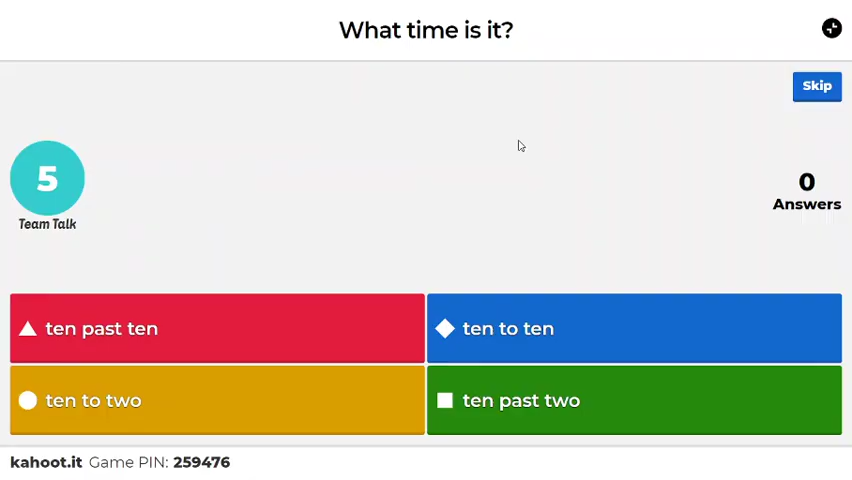 What time is it?
Skip
5
Team Talk
0
Answers
ten past ten
ten to ten
ten to two
ten past two
kahoot.it Game PIN: 259476